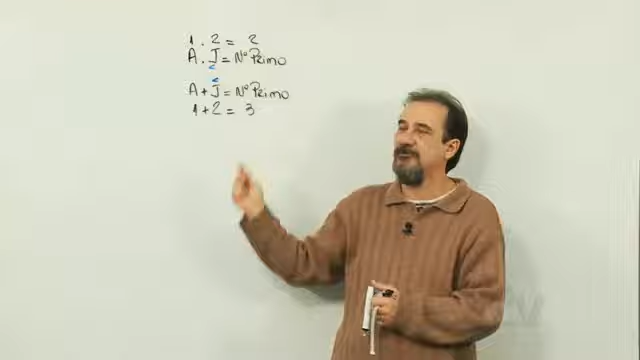 1 . 2 = 2
A . J = Nº Primo
A + J = Nº Primo
1 + 2 = 3